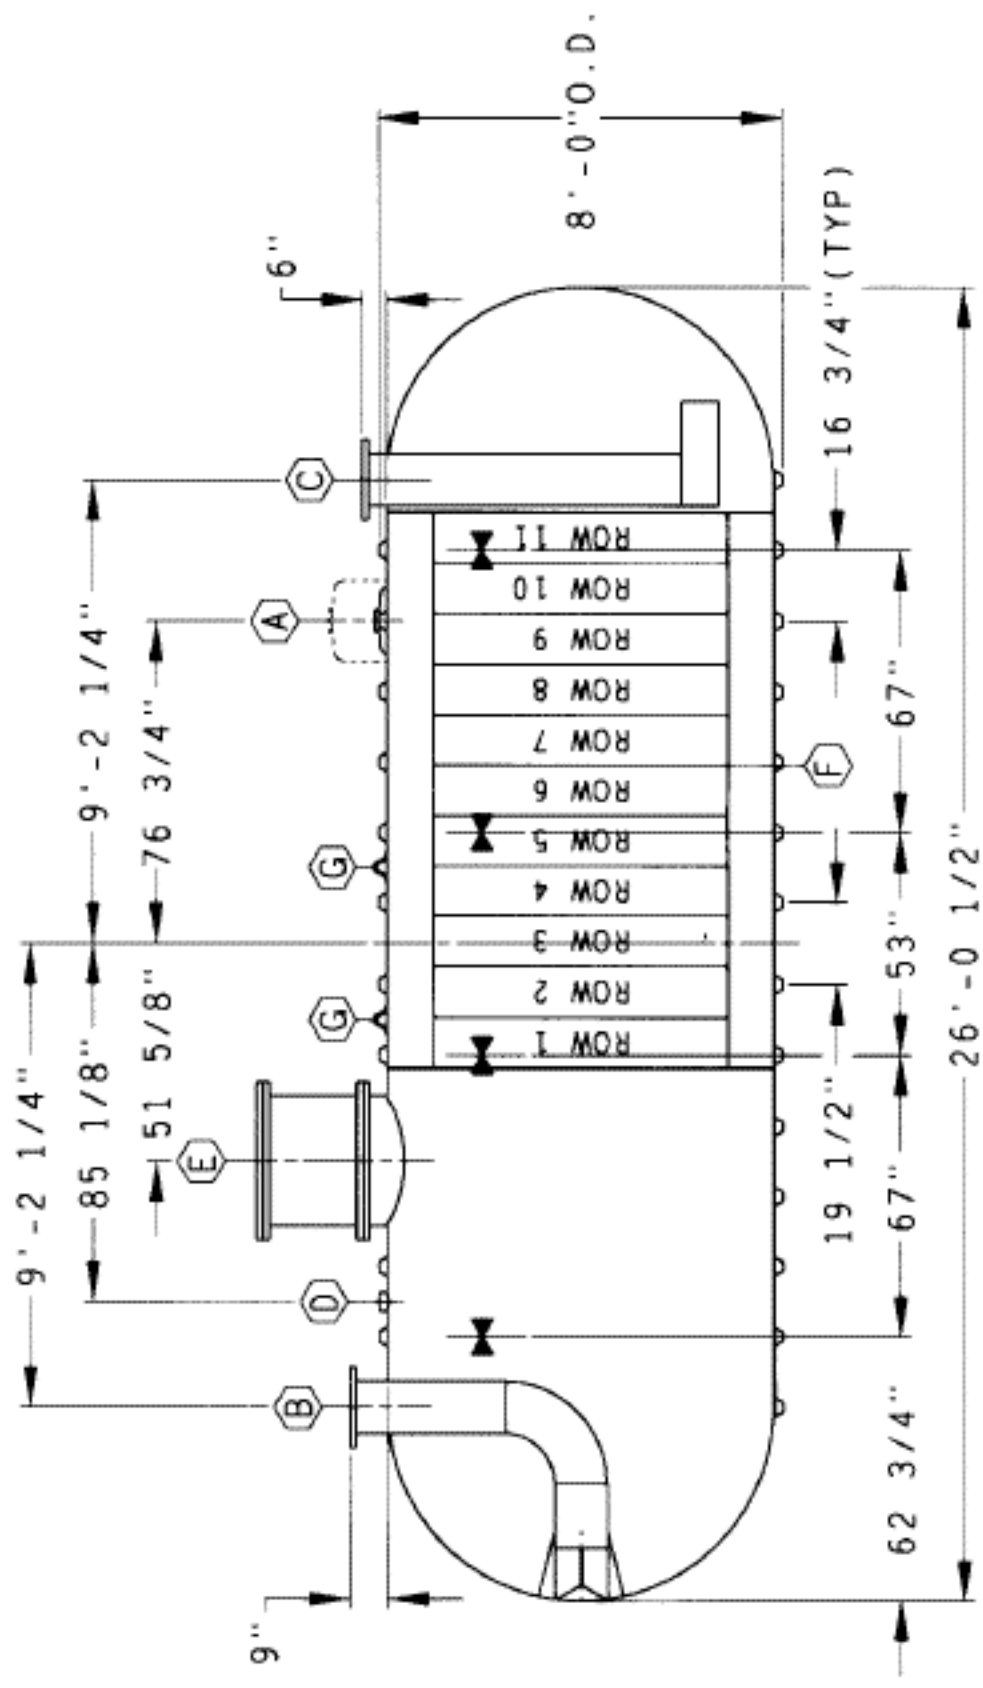 9'-2 1/4"
9'-2 1/4"
85 1/8"
76 3/4"
51 5/8"
6"
9"
B
D
E
G
G
A
C
8'-0"O.D.
ROW 1
ROW 2
ROW 3
ROW 4
ROW 5
ROW 6
ROW 7
ROW 8
ROW 9
ROW 10
ROW 11
F
19 1/2"
16 3/4"(TYP)
62 3/4"
67"
53"
67"
26'-0 1/2"